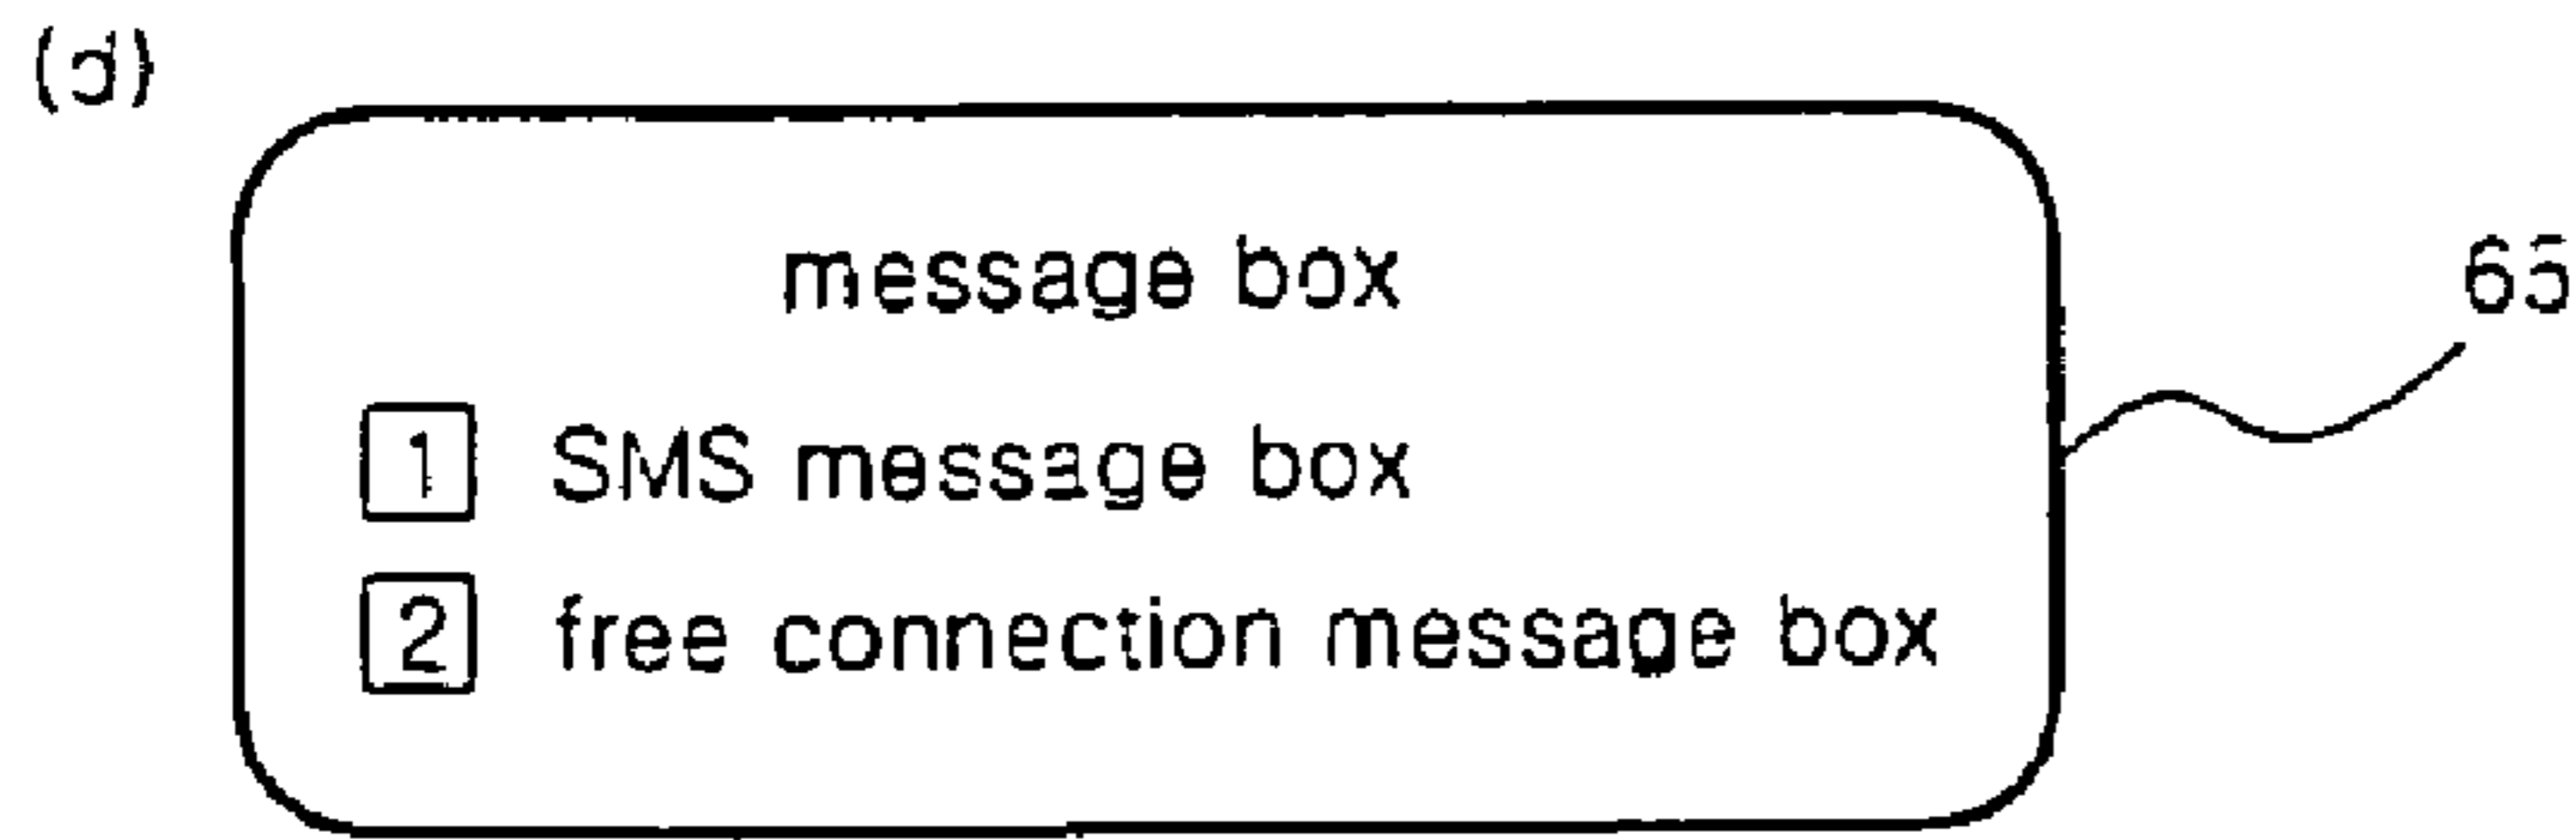 (d)
message box
65
1 SMS message box
2 free connection message box